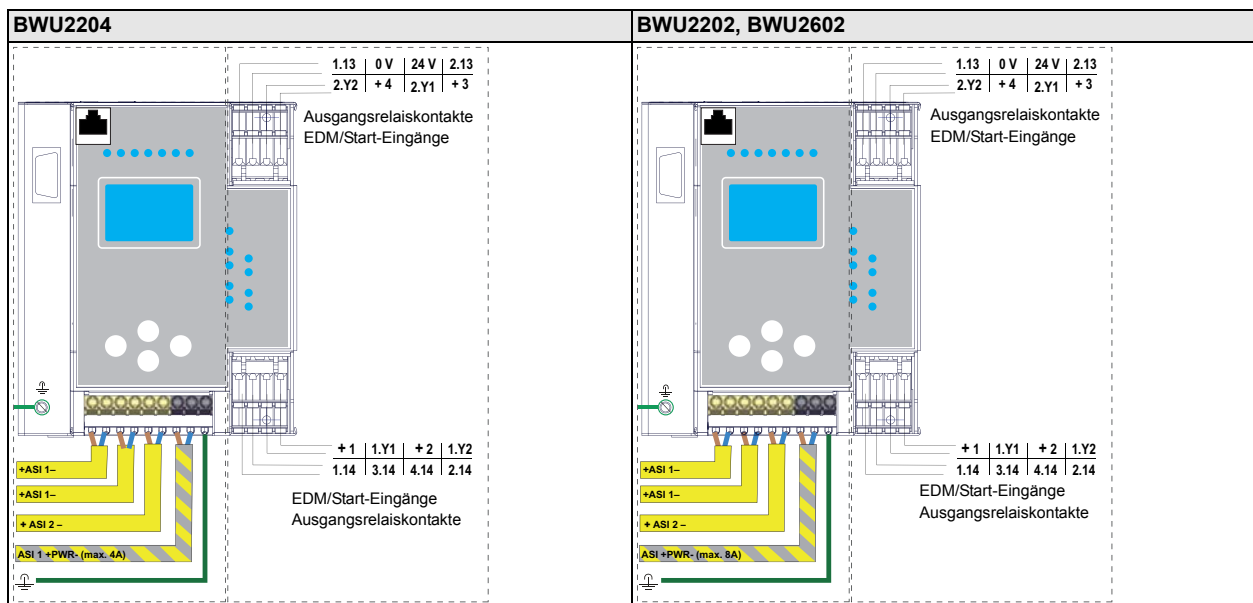 BWU2204
1.13 0 V 24 V 2.13
2.Y2 + 4 2.Y1 + 3
Ausgangsrelaiskontakte
EDM/Start-Eingänge
+ 1 1.Y1 + 2 1.Y2
1.14 3.14 4.14 2.14
EDM/Start-Eingänge
Ausgangsrelaiskontakte
+ASI 1–
+ASI 1–
+ ASI 2 –
ASI 1 +PWR- (max. 4A)
BWU2202, BWU2602
1.13 0 V 24 V 2.13
2.Y2 + 4 2.Y1 + 3
Ausgangsrelaiskontakte
EDM/Start-Eingänge
+ 1 1.Y1 + 2 1.Y2
1.14 3.14 4.14 2.14
EDM/Start-Eingänge
Ausgangsrelaiskontakte
+ASI 1–
+ASI 1–
+ ASI 2 –
ASI +PWR- (max. 8A)